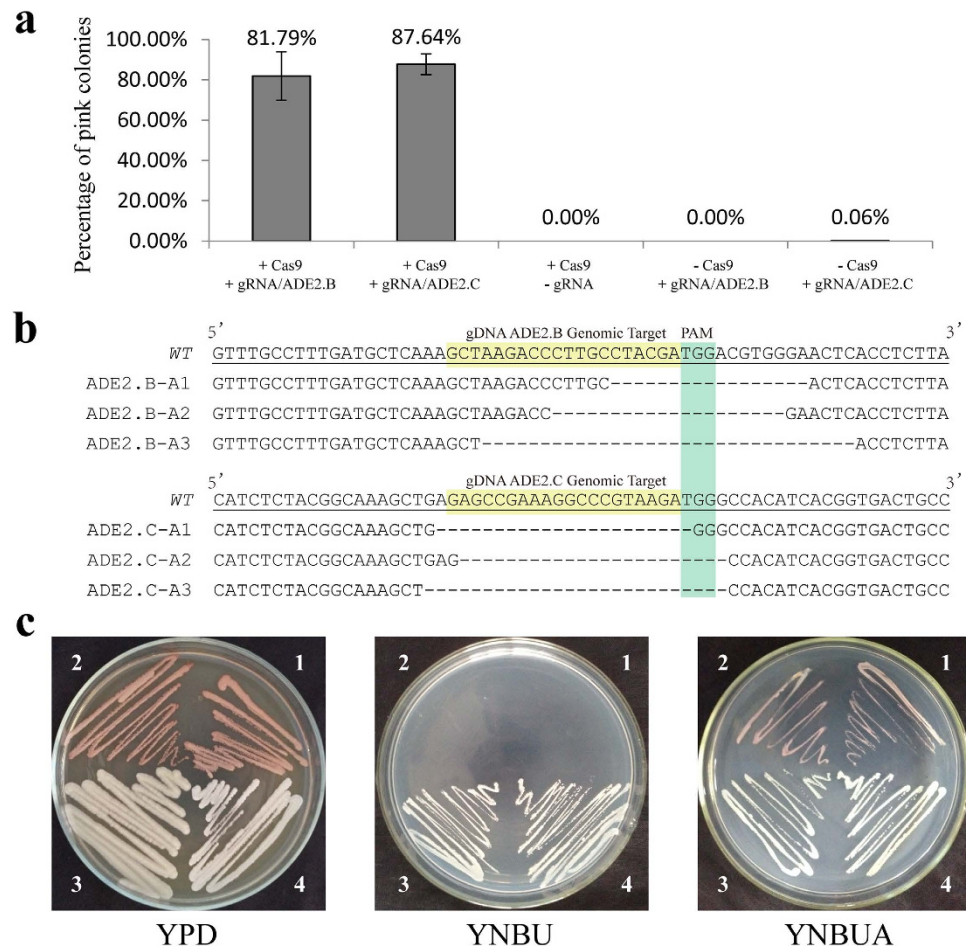 a
Percentage of pink colonies
100.00%
80.00%
60.00%
40.00%
20.00%
0.00%
81.79%
87.64%
0.00%
0.00%
0.06%
+ Cas9
+ gRNA/ADE2.B
+ Cas9
+ gRNA/ADE2.C
+ Cas9
- gRNA
- Cas9
+ gRNA/ADE2.B
- Cas9
+ gRNA/ADE2.C
b
5' gDNA ADE2.B Genomic Target PAM 3'
WT GTTTGCCTTTGATGCTCAAAGCTAAGACCCTTGCCTACGATGGACGTGGGAACTCACCTCTTA
ADE2.B-A1 GTTTGCCTTTGATGCTCAAAGCTAAGACCCTTGC-----------------ACTCACCTCTTA
ADE2.B-A2 GTTTGCCTTTGATGCTCAAAGCTAAGACC--------------------GAACTCACCTCTTA
ADE2.B-A3 GTTTGCCTTTGATGCTCAAAGCT--------------------------------ACCTCTTA
5' gDNA ADE2.C Genomic Target 3'
WT CATCTCTACGGCAAAGCTGAGAGCCGAAAGGCCCGTAAGATGGGCCACATCACGGTGACTGCC
ADE2.C-A1 CATCTCTACGGCAAAGCTG----------------------GGGCCACATCACGGTGACTGCC
ADE2.C-A2 CATCTCTACGGCAAAGCTGAG-----------------------CCACATCACGGTGACTGCC
ADE2.C-A3 CATCTCTACGGCAAAGCT--------------------------CCACATCACGGTGACTGCC
c
2 1
3 4
YPD
2 1
3 4
YNBU
2 1
3 4
YNBUA